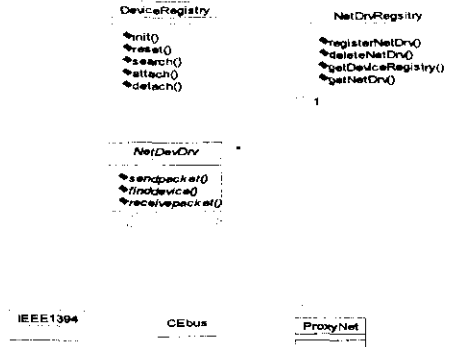 DeviceRegistry
init()
reset()
search()
attach()
detach()
NetDrvRegsitry
registerNetDrv()
deleteNetDrv()
getDeviceRegistry()
getNetDrv()
1
*
NetDevDrv
sendpacket()
finddevice()
receivepacket()
IEEE1394
CEbus
ProxyNet